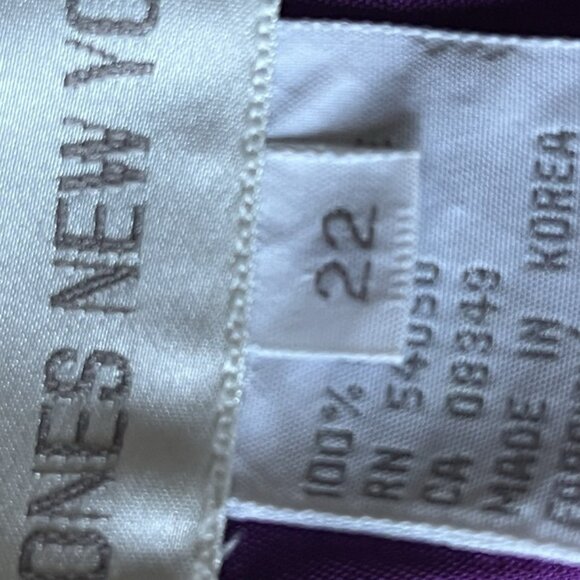 ONES NEW YO
22
100%
RN 54050
CA 08349
MADE IN KOREA